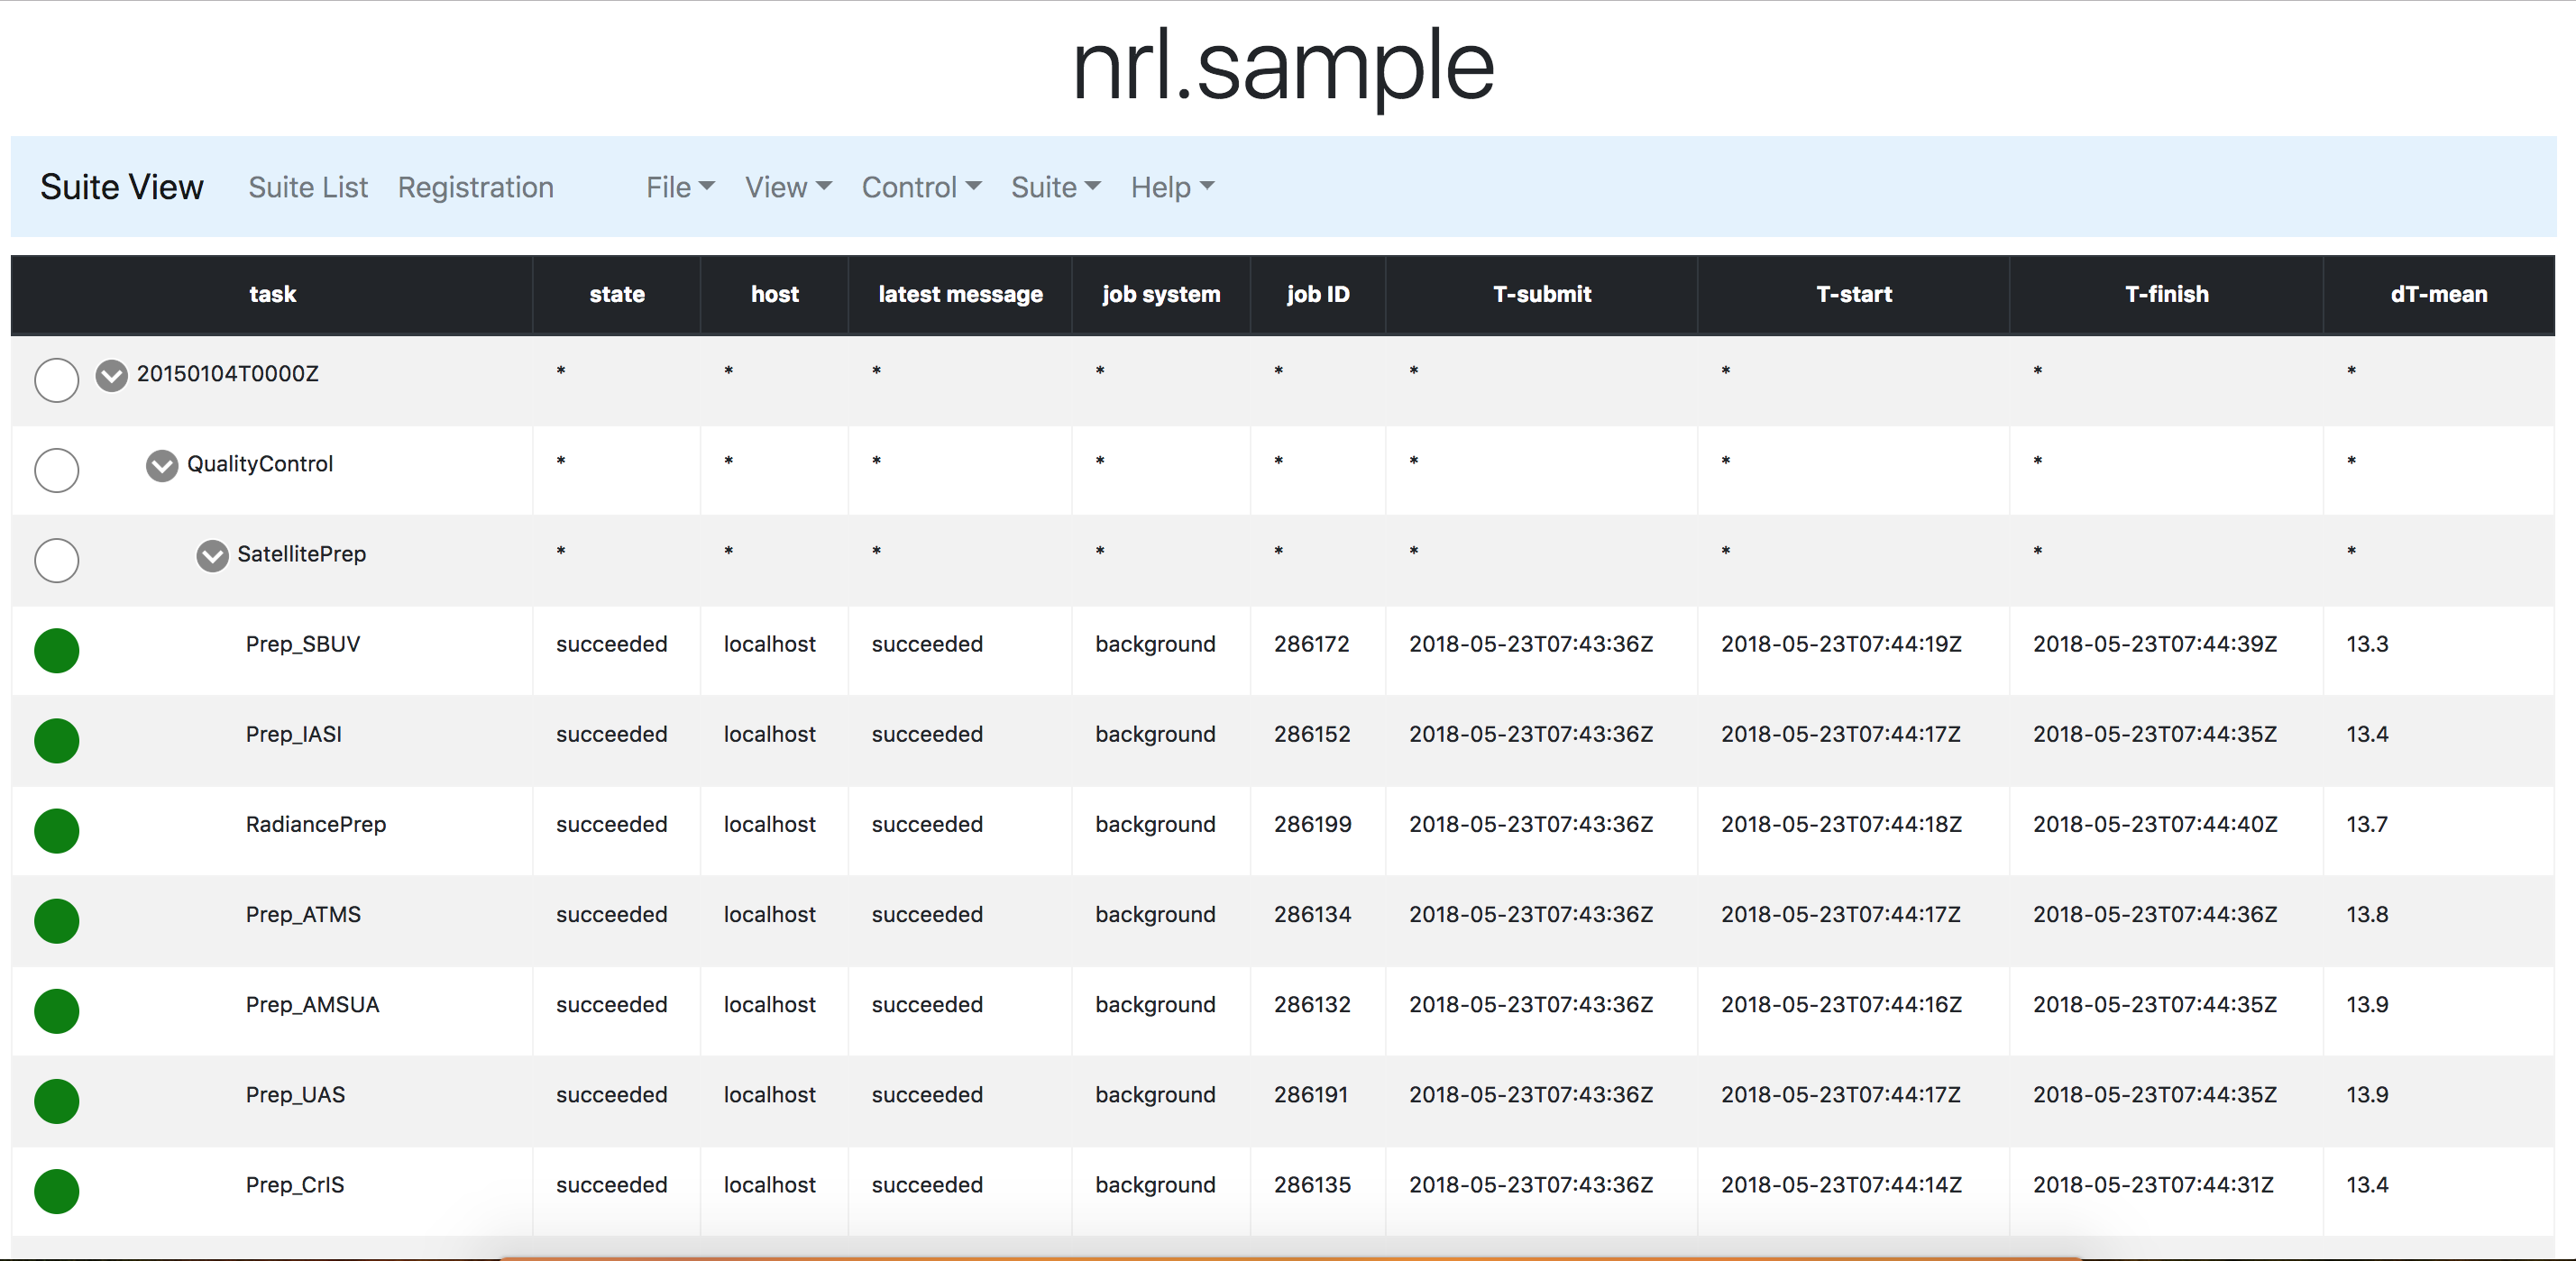 nrl.sample
Suite View Suite List Registration File View Control Suite Help
task state host latest message job system job ID T-submit T-start T-finish dT-mean
20150104T0000Z * * * * * * * * *
QualityControl * * * * * * * * *
SatellitePrep * * * * * * * * *
Prep_SBUV succeeded localhost succeeded background 286172 2018-05-23T07:43:36Z 2018-05-23T07:44:19Z 2018-05-23T07:44:39Z 13.3
Prep_IASI succeeded localhost succeeded background 286152 2018-05-23T07:43:36Z 2018-05-23T07:44:17Z 2018-05-23T07:44:35Z 13.4
RadiancePrep succeeded localhost succeeded background 286199 2018-05-23T07:43:36Z 2018-05-23T07:44:18Z 2018-05-23T07:44:40Z 13.7
Prep_ATMS succeeded localhost succeeded background 286134 2018-05-23T07:43:36Z 2018-05-23T07:44:17Z 2018-05-23T07:44:36Z 13.8
Prep_AMSUA succeeded localhost succeeded background 286132 2018-05-23T07:43:36Z 2018-05-23T07:44:16Z 2018-05-23T07:44:35Z 13.9
Prep_UAS succeeded localhost succeeded background 286191 2018-05-23T07:43:36Z 2018-05-23T07:44:17Z 2018-05-23T07:44:35Z 13.9
Prep_CrIS succeeded localhost succeeded background 286135 2018-05-23T07:43:36Z 2018-05-23T07:44:14Z 2018-05-23T07:44:31Z 13.4